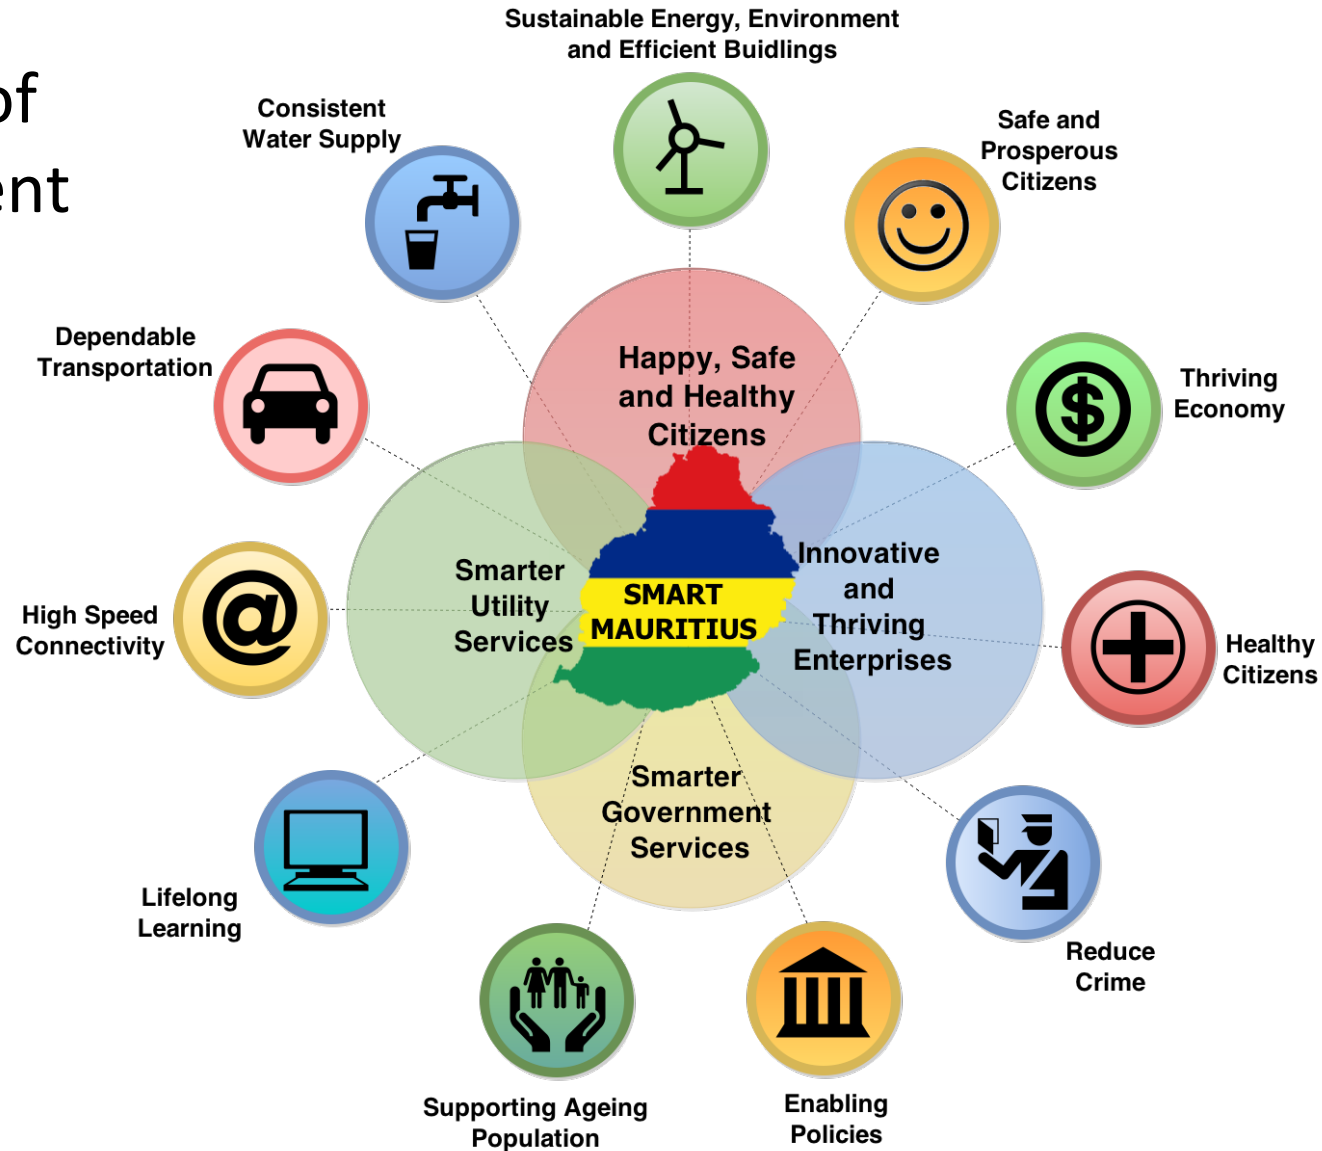 of
ent
Sustainable Energy, Environment
and Efficient Buidlings
Consistent
Water Supply
Safe and
Prosperous
Citizens
Dependable
Transportation
Thriving
Economy
Happy, Safe
and Healthy
Citizens
High Speed
Connectivity
Smarter
Utility
Services
SMART
MAURITIUS
Innovative
and
Thriving
Enterprises
Healthy
Citizens
Smarter
Government
Services
Lifelong
Learning
Reduce
Crime
Supporting Ageing
Population
Enabling
Policies